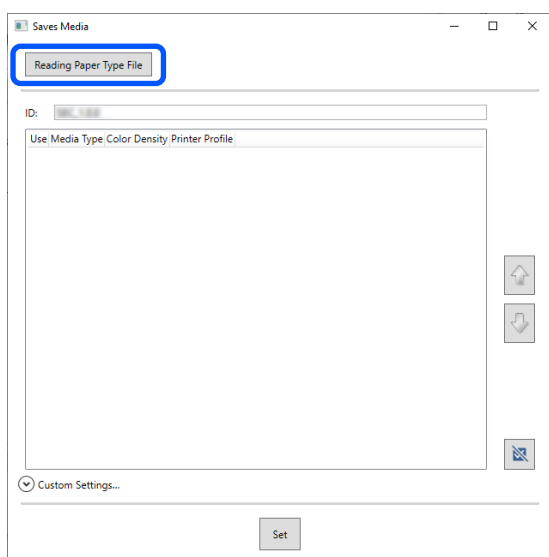 Saves Media
Reading Paper Type File
ID:
Use Media Type Color Density Printer Profile
Custom Settings...
Set